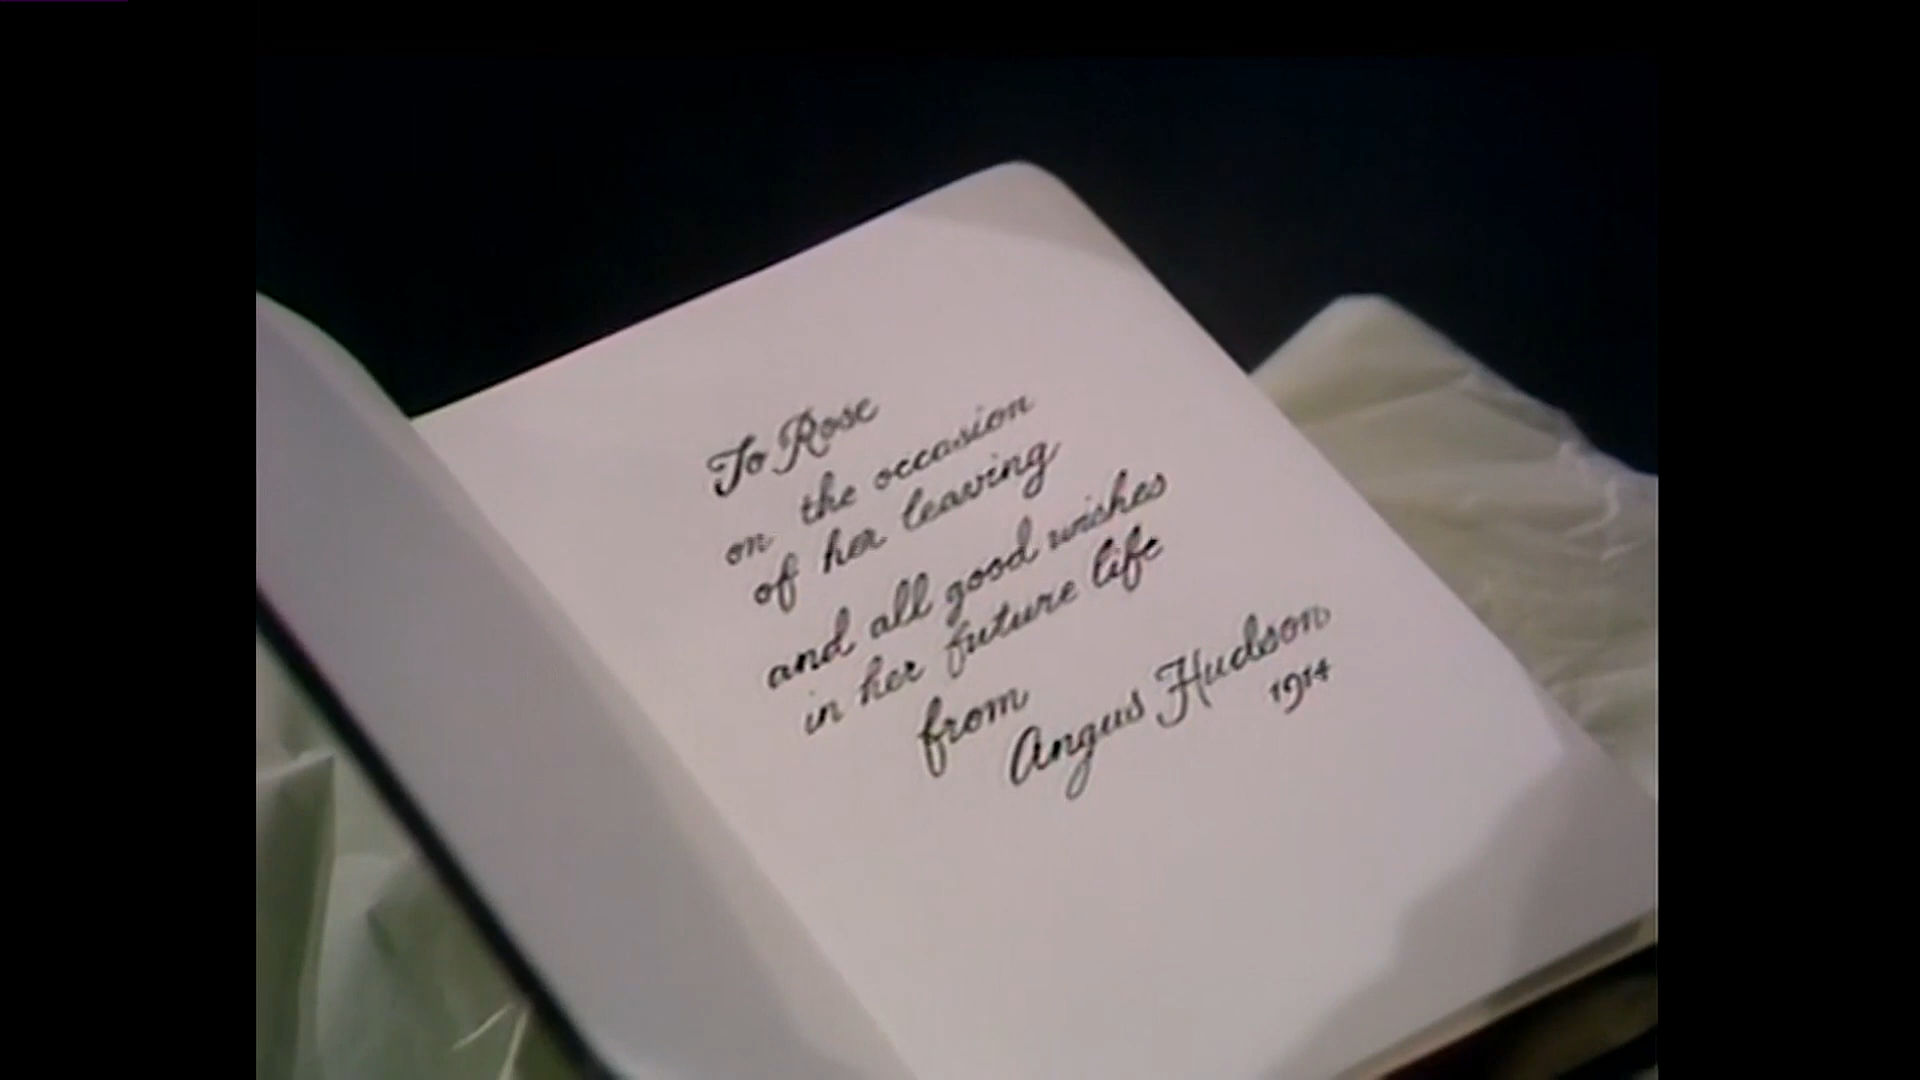 To Rose
on the occasion
of her leaving
and all good wishes
in her future life
from
Angus Hudson
1914